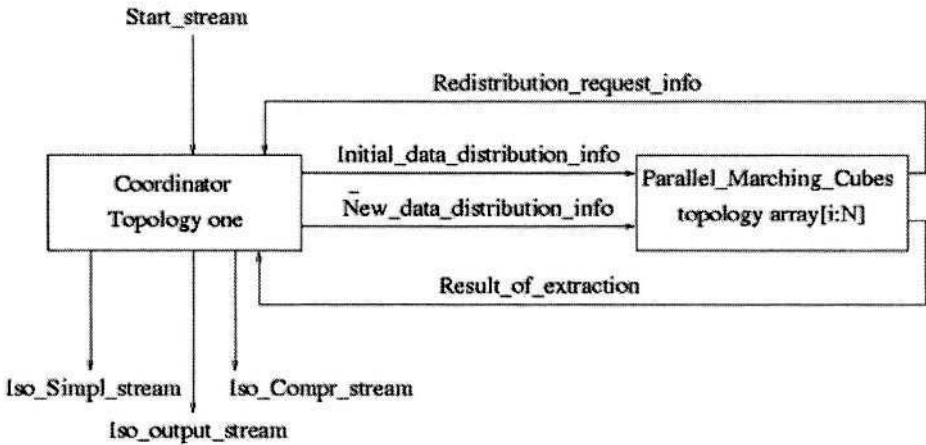 Start_stream
Redistribution_request_info
Initial_data_distribution_info
Coordinator
Topology one
Parallel_Marching_Cubes
topology array[i:N]
New_data_distribution_info
Result_of_extraction
Iso_Simpl_stream
Iso_Compr_stream
Iso_output_stream